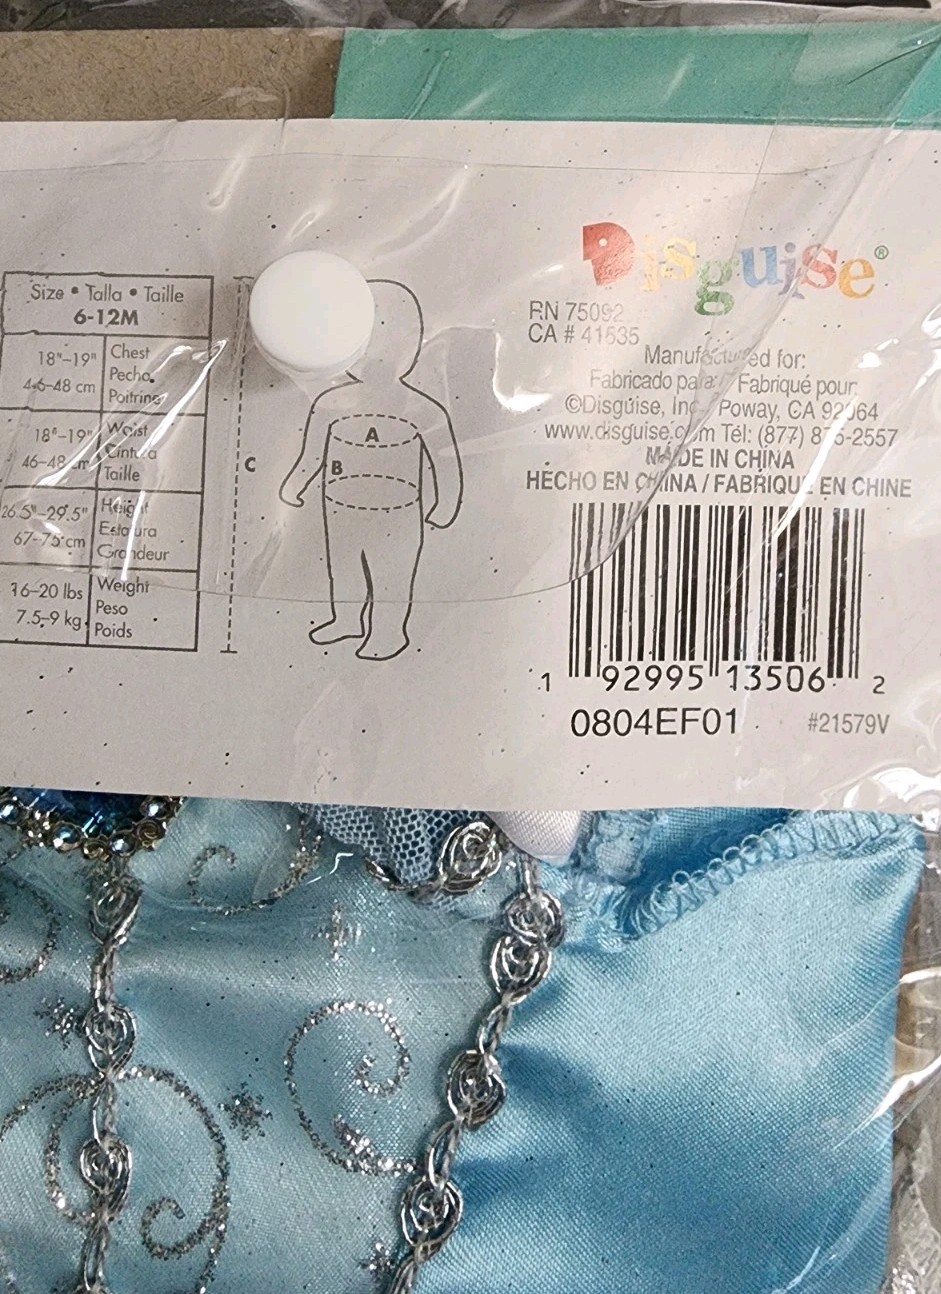 Size • Talla • Taille
6-12M
18"–19"
46–48 cm
Chest
Pecho
Poitrine
18"–19"
46–48 cm
Waist
Cintura
Taille
26.5"–29.5"
67–75 cm
Height
Estatura
Grandeur
16–20 lbs
7.5–9 kg
Weight
Peso
Poids
A
B
C
Disguise®
RN 75092
CA # 41535
Manufactured for:
Fabricado para: Fabriqué pour:
©Disguise, Inc. Poway, CA 92064
www.disguise.com Tél: (877) 875-2557
MADE IN CHINA
HECHO EN CHINA / FABRIQUÉ EN CHINE
1 92995 13506 2
0804EF01
#21579V